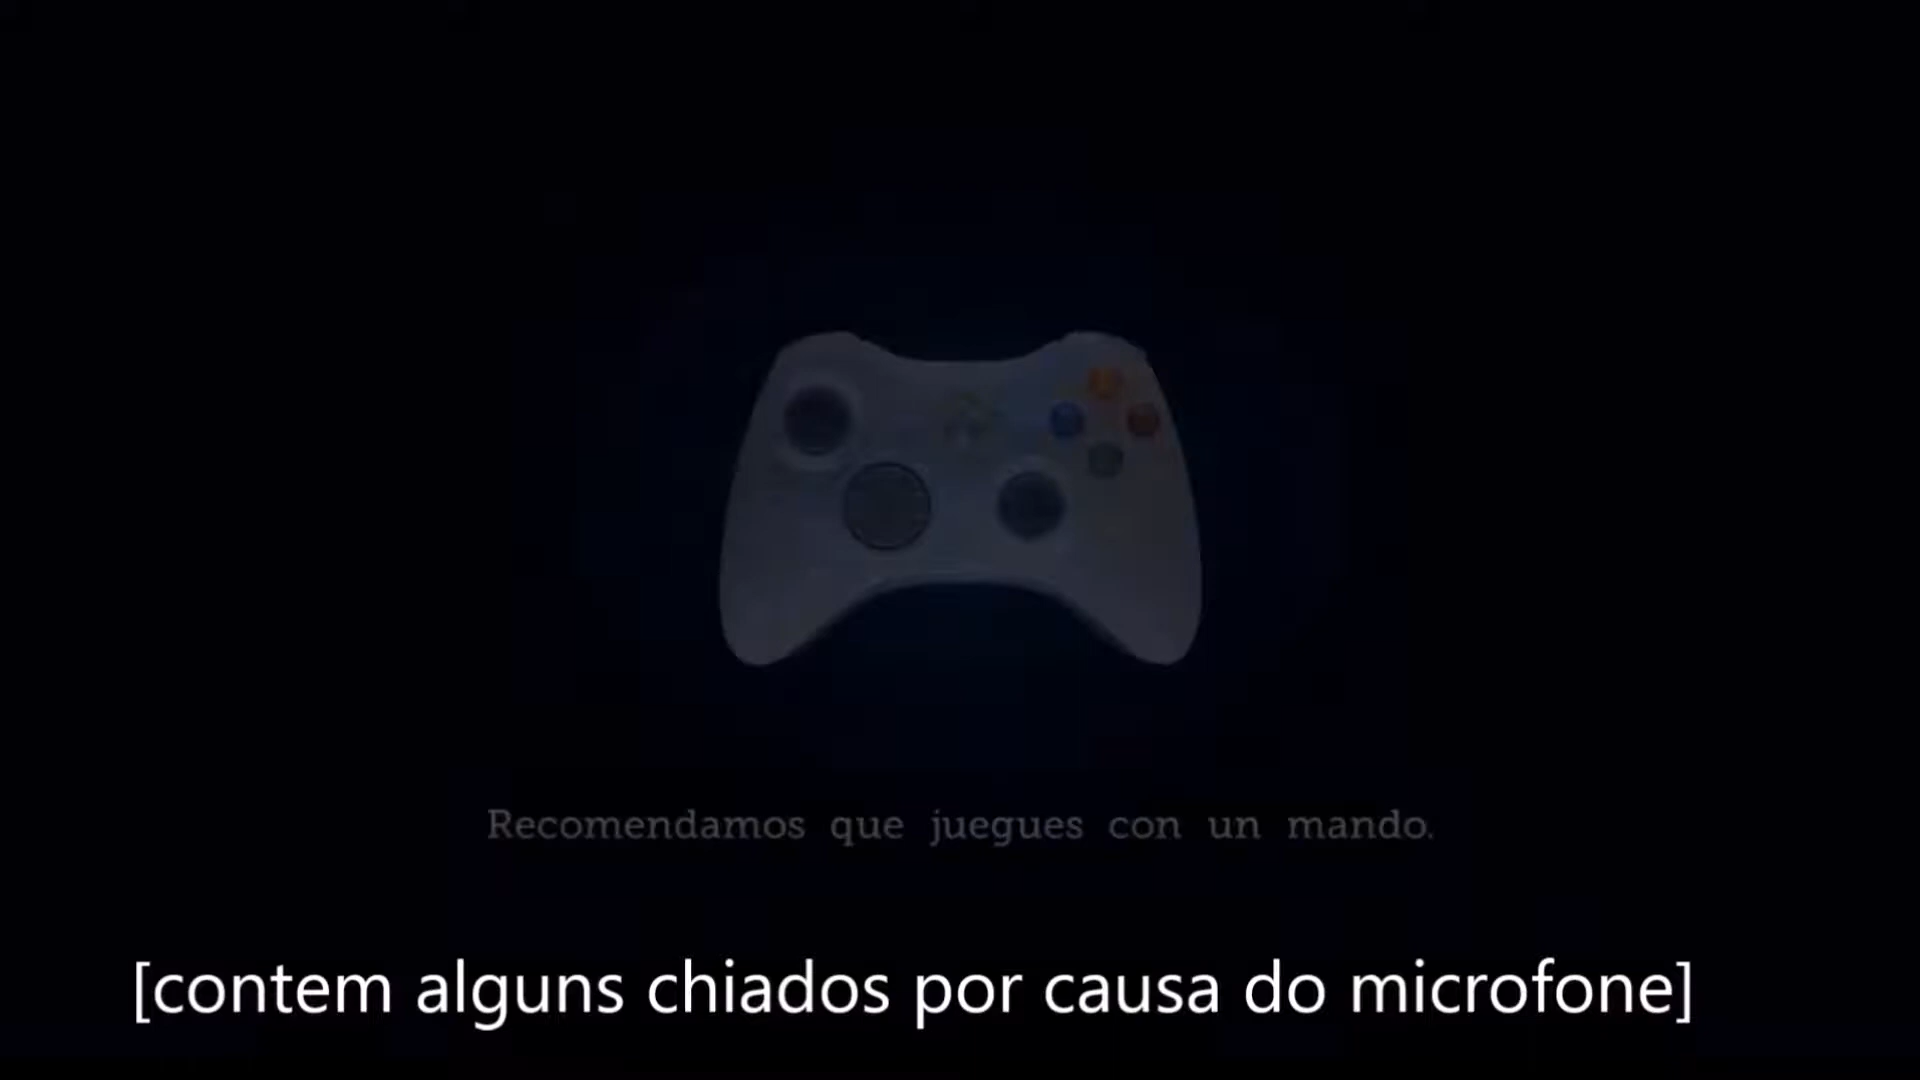 Recomendamos que juegues con un mando.
[contem alguns chiados por causa do microfone]